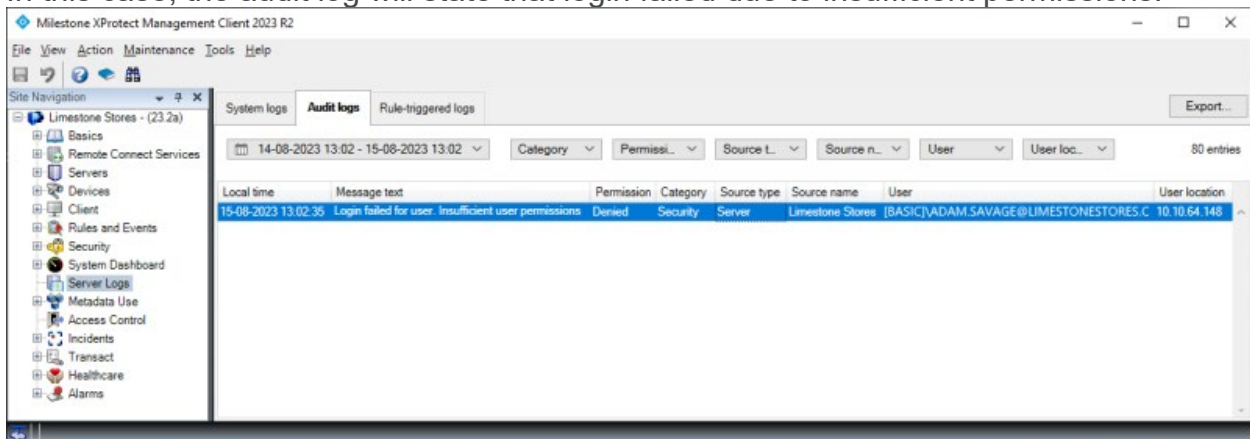 In this case, the audit log will state that login failed due to insufficient permissions.
Milestone XProtect Management Client 2023 R2
File View Action Maintenance Tools Help
Site Navigation
Limestone Stores - (23.2a)
Basics
Remote Connect Services
Servers
Devices
Client
Rules and Events
Security
System Dashboard
Server Logs
Metadata Use
Access Control
Incidents
Transact
Healthcare
Alarms
System logs Audit logs Rule-triggered logs Export...
14-08-2023 13:02 - 15-08-2023 13:02 Category Permissi... Source t... Source n... User User loc... 80 entries
Local time Message text Permission Category Source type Source name User User location
15-08-2023 13:02:35 Login failed for user. Insufficient user permissions Denied Security Server Limestone Stores [BASIC]\ADAM.SAVAGE@LIMESTONESTORES.C 10.10.64.148